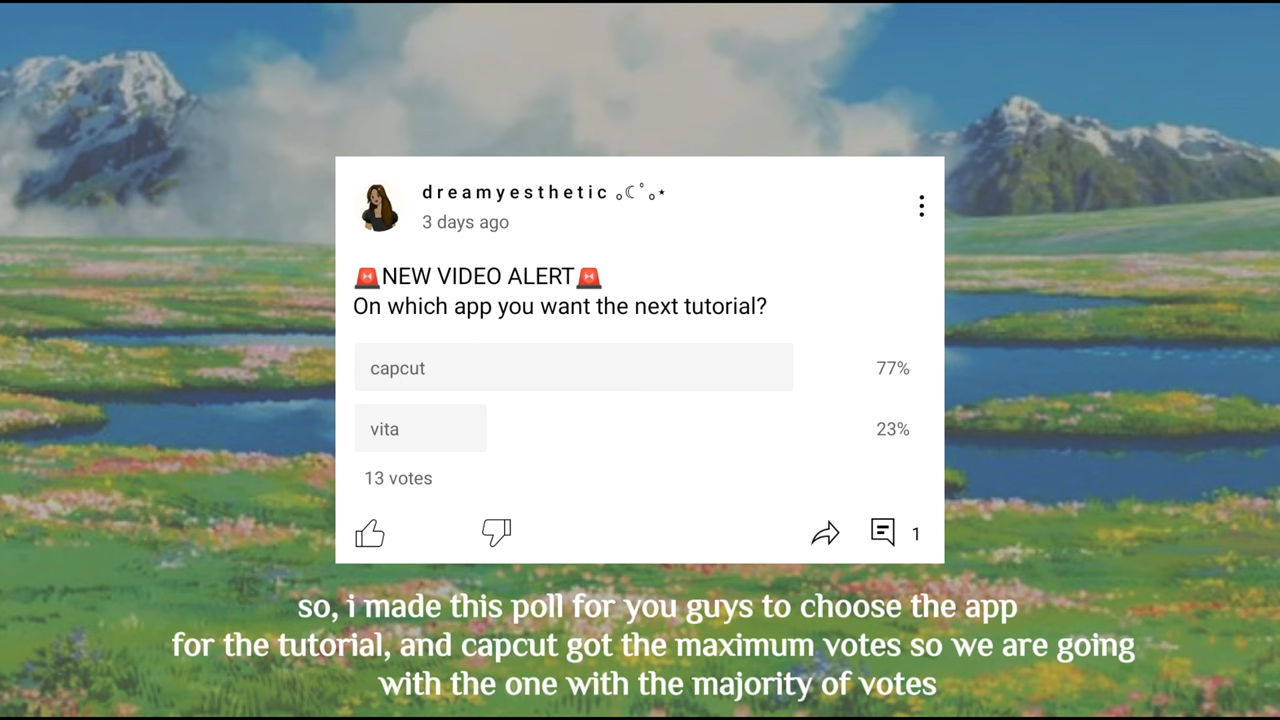 dreamyesthetic ｡☾ ﾟ｡⋆
3 days ago
🚨NEW VIDEO ALERT🚨
On which app you want the next tutorial?
capcut 77%
vita 23%
13 votes
1
so, i made this poll for you guys to choose the app
for the tutorial, and capcut got the maximum votes so we are going
with the one with the majority of votes